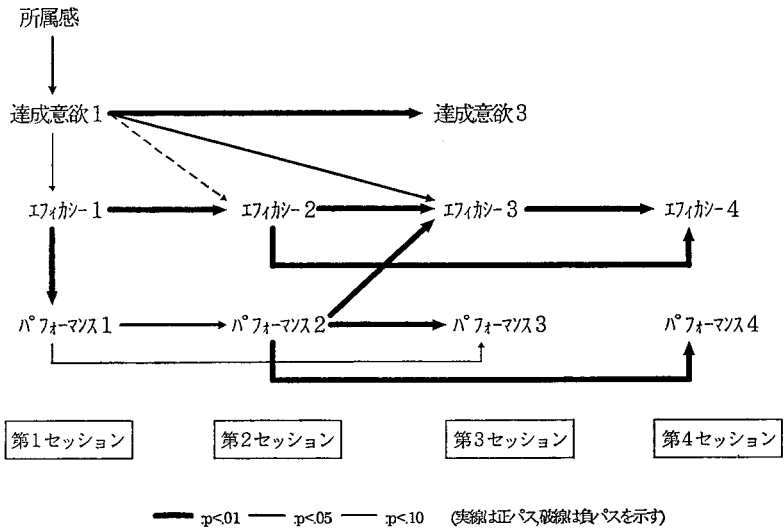 所属感
達成意欲1 達成意欲3
ｴﾌｨｶｼｰ1 ｴﾌｨｶｼｰ2 ｴﾌｨｶｼｰ3 ｴﾌｨｶｼｰ4
ﾊﾟﾌｫｰﾏﾝｽ1 ﾊﾟﾌｫｰﾏﾝｽ2 ﾊﾟﾌｫｰﾏﾝｽ3 ﾊﾟﾌｫｰﾏﾝｽ4
第1セッション 第2セッション 第3セッション 第4セッション
:p<.01 :p<.05 :p<.10 (実線は正パス,破線は負パスを示す)